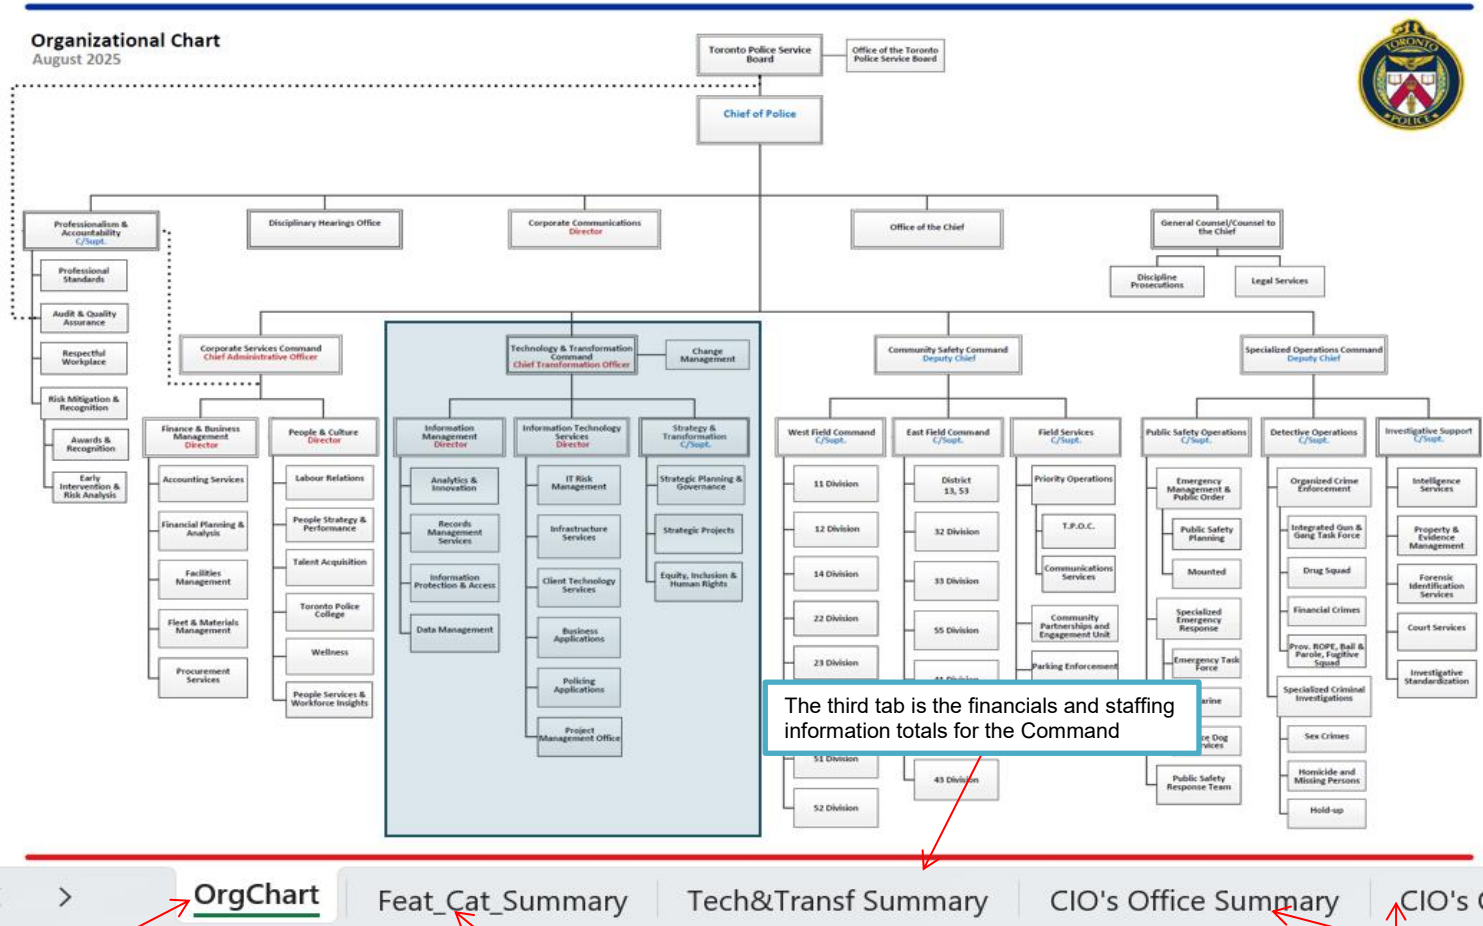 Organizational Chart
August 2025
Toronto Police Service
Board
Office of the Toronto
Police Service Board
TORONTO
POLICE
Chief of Police
Professionalism &
Accountability
C/Supt.
Disciplinary Hearings Office
Corporate Communications
Director
Office of the Chief
General Counsel/Counsel to
the Chief
Discipline
Prosecutions
Legal Services
Professional
Standards
Audit & Quality
Assurance
Respectful
Workplace
Risk Mitigation &
Recognition
Awards &
Recognition
Early
Intervention &
Risk Analysis
Corporate Services Command
Chief Administrative Officer
Technology & Transformation
Command
Chief Transformation Officer
Change
Management
Community Safety Command
Deputy Chief
Specialized Operations Command
Deputy Chief
Finance & Business
Management
Director
Accounting Services
Financial Planning &
Analysis
Facilities
Management
Fleet & Materials
Management
Procurement
Services
People & Culture
Director
Labour Relations
People Strategy &
Performance
Talent Acquisition
Toronto Police
College
Wellness
People Services &
Workforce Insights
Information
Management
Director
Analytics &
Innovation
Records
Management
Services
Information
Protection & Access
Data Management
Information Technology
Services
Director
IT Risk
Management
Infrastructure
Services
Client Technology
Services
Business
Applications
Policing
Applications
Project
Management Office
Strategy &
Transformation
C/Supt.
Strategic Planning &
Governance
Strategic Projects
Equity, Inclusion &
Human Rights
West Field Command
C/Supt.
11 Division
12 Division
14 Division
22 Division
23 Division
51 Division
52 Division
East Field Command
C/Supt.
District
13, 53
32 Division
33 Division
55 Division
41 Division
43 Division
Field Services
C/Supt.
Priority Operations
T.P.O.C.
Communications
Services
Community
Partnerships and
Engagement Unit
Parking Enforcement
Public Safety Operations
C/Supt.
Emergency
Management &
Public Order
Public Safety
Planning
Mounted
Specialized
Emergency
Response
Emergency Task
Force
arine
ce Dog
vices
Public Safety
Response Team
Detective Operations
C/Supt.
Organized Crime
Enforcement
Integrated Gun &
Gang Task Force
Drug Squad
Financial Crimes
Prov. ROPE, Bail &
Parole, Fugitive
Squad
Specialized Criminal
Investigations
Sex Crimes
Homicide and
Missing Persons
Hold-up
Investigative Support
C/Supt.
Intelligence
Services
Property &
Evidence
Management
Forensic
Identification
Services
Court Services
Investigative
Standardization
The third tab is the financials and staffing
information totals for the Command
> OrgChart Feat_Cat_Summary Tech&Transf Summary CIO's Office Summary CIO's